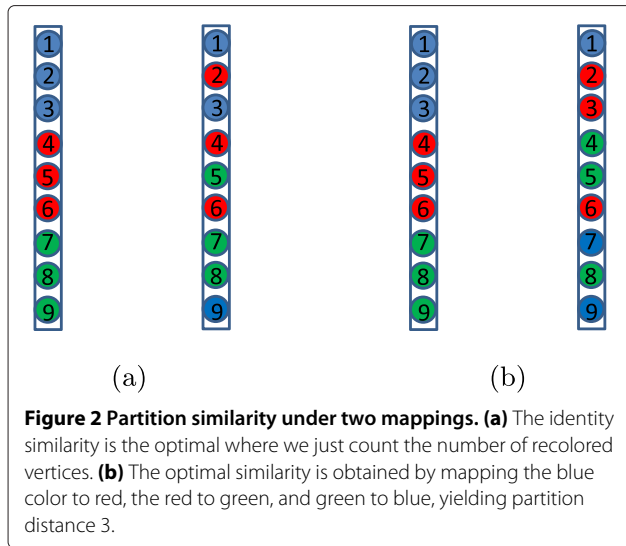 1 1 1 1
2 2 2 2
3 3 3 3
4 4 4 4
5 5 5 5
6 6 6 6
7 7 7 7
8 8 8 8
9 9 9 9
(a) (b)
Figure 2 Partition similarity under two mappings. (a) The identity
similarity is the optimal where we just count the number of recolored
vertices. (b) The optimal similarity is obtained by mapping the blue
color to red, the red to green, and green to blue, yielding partition
distance 3.